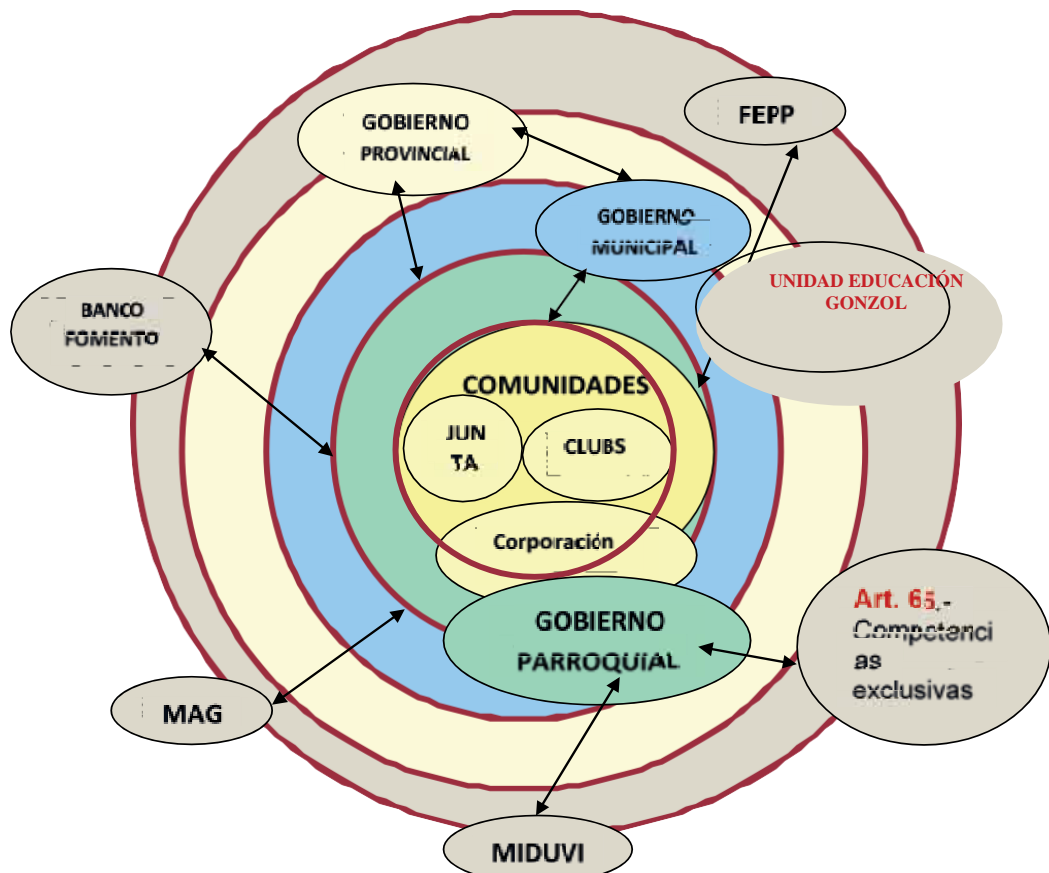 GOBIERNO
PROVINCIAL
FEPP
GOBIERNO
MUNICIPAL
UNIDAD EDUCACIÓN
GONZOL
BANCO
FOMENTO
COMUNIDADES
JUN
TA
CLUBS
Corporación
GOBIERNO
PARROQUIAL
Art. 65.-
Competenci
as
exclusivas
MAG
MIDUVI